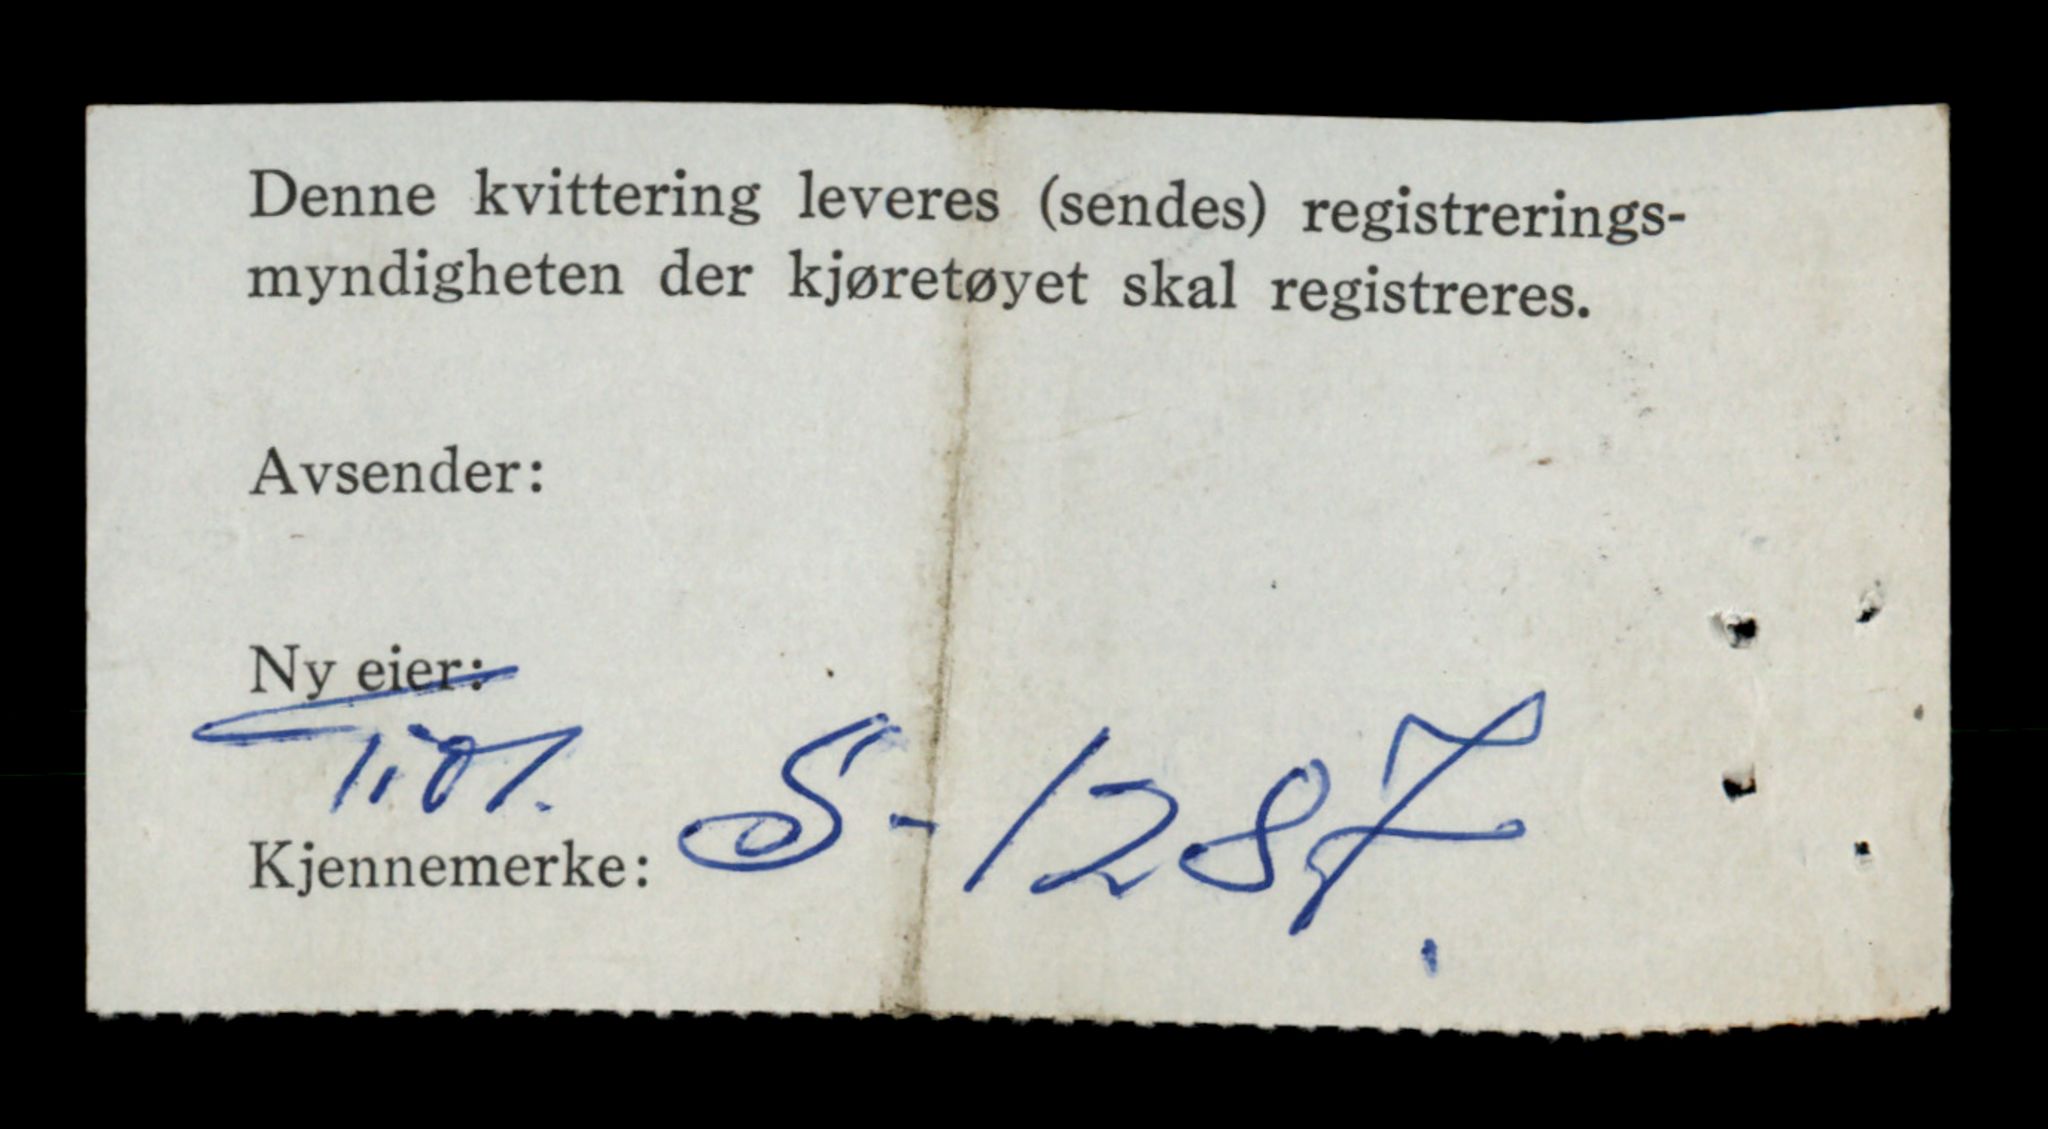 Denne kvittering leveres (sendes) registrerings-
myndigheten der kjøretøyet skal registreres.
Avsender:
Ny eier:
Kjennemerke: S-1287.